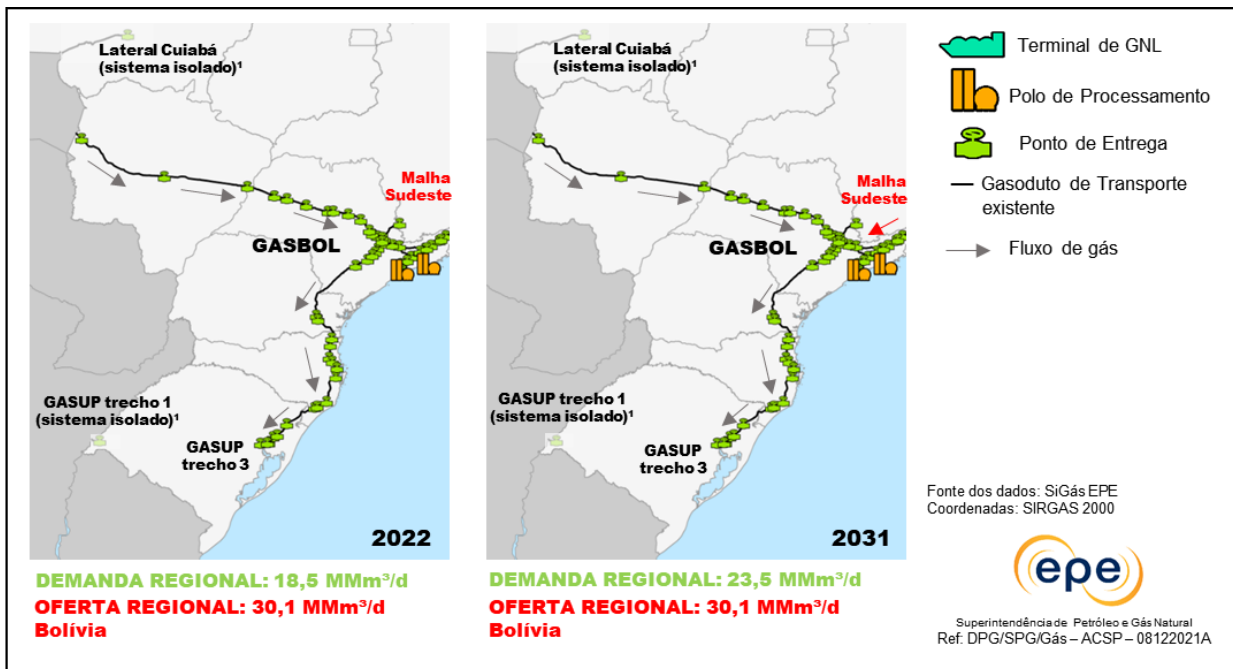 Lateral Cuiabá
(sistema isolado)¹
Malha
Sudeste
GASBOL
GASUP trecho 1
(sistema isolado)¹
GASUP
trecho 3
2022
DEMANDA REGIONAL: 18,5 MMm³/d
OFERTA REGIONAL: 30,1 MMm³/d
Bolívia
Lateral Cuiabá
(sistema isolado)¹
Malha
Sudeste
GASBOL
GASUP trecho 1
(sistema isolado)¹
GASUP
trecho 3
2031
DEMANDA REGIONAL: 23,5 MMm³/d
OFERTA REGIONAL: 30,1 MMm³/d
Bolívia
Terminal de GNL
Polo de Processamento
Ponto de Entrega
Gasoduto de Transporte
existente
Fluxo de gás
Fonte dos dados: SiGás EPE
Coordenadas: SIRGAS 2000
epe
Superintendência de Petróleo e Gás Natural
Ref: DPG/SPG/Gás – ACSP – 08122021A